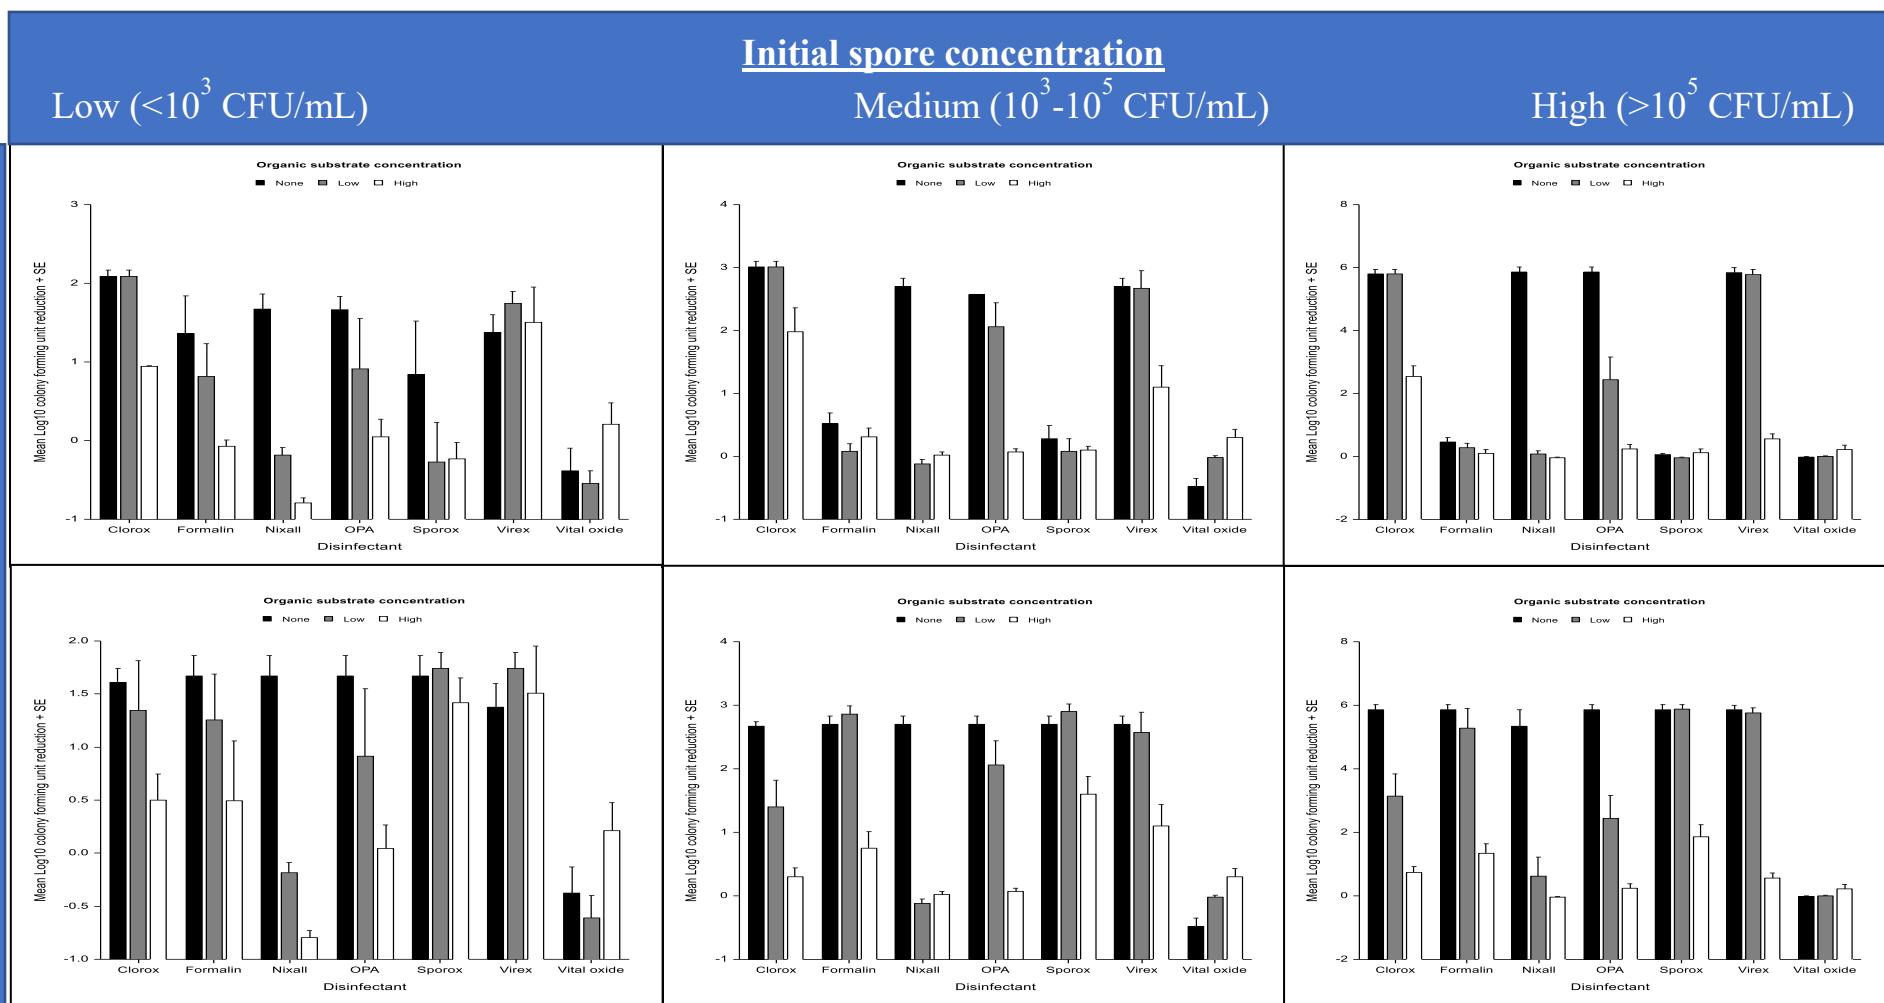 Initial spore concentration
Low (<10³ CFU/mL) Medium (10³-10⁵ CFU/mL) High (>10⁵ CFU/mL)
Organic substrate concentration
None Low High
3
2
1
0
-1
Mean Log10 colony forming unit reduction + SE
Clorox Formalin Nixall OPA Sporox Virex Vital oxide
Disinfectant
Organic substrate concentration
None Low High
4
3
2
1
0
-1
Mean Log10 colony forming unit reduction + SE
Clorox Formalin Nixall OPA Sporox Virex Vital oxide
Disinfectant
Organic substrate concentration
None Low High
8
6
4
2
0
-2
Mean Log10 colony forming unit reduction + SE
Clorox Formalin Nixall OPA Sporox Virex Vital oxide
Disinfectant
Organic substrate concentration
None Low High
2.0
1.5
1.0
0.5
0.0
-0.5
-1.0
Mean Log10 colony forming unit reduction + SE
Clorox Formalin Nixall OPA Sporox Virex Vital oxide
Disinfectant
Organic substrate concentration
None Low High
4
3
2
1
0
-1
Mean Log10 colony forming unit reduction + SE
Clorox Formalin Nixall OPA Sporox Virex Vital oxide
Disinfectant
Organic substrate concentration
None Low High
8
6
4
2
0
-2
Mean Log10 colony forming unit reduction + SE
Clorox Formalin Nixall OPA Sporox Virex Vital oxide
Disinfectant